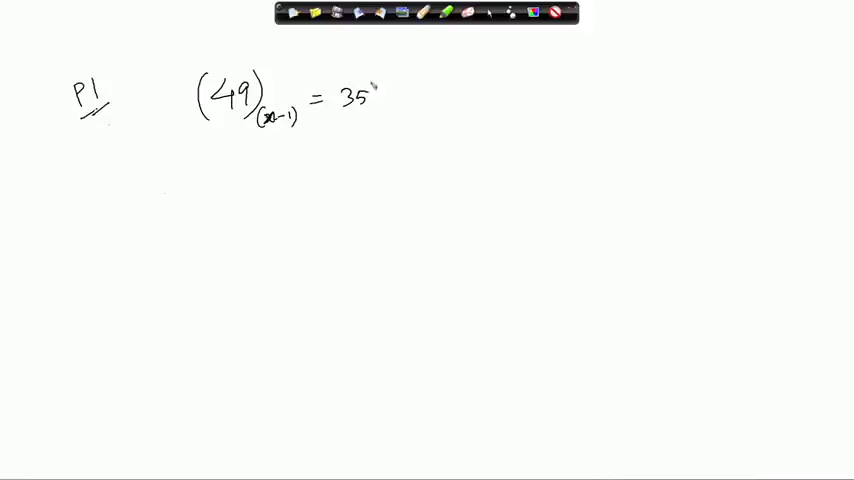 P1 (49)(x-1) = 35